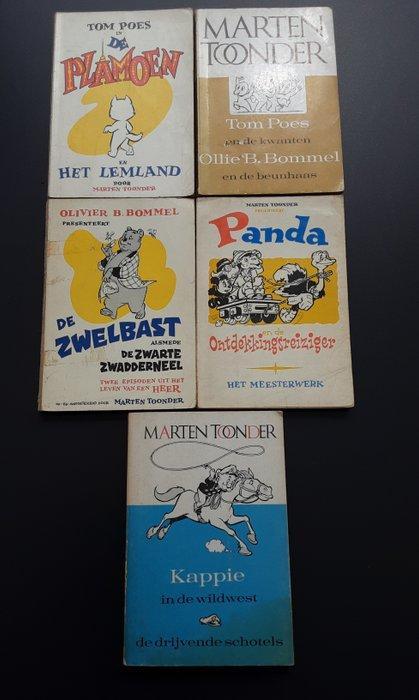 TOM POES
in
DE
PLAMOEN
EN
HET LEMLAND
DOOR
MARTEN TOONDER
MARTEN
TOONDER
Tom Poes
en de kwanten
Ollie B. Bommel
en de beunhaas
OLIVIER B. BOMMEL
PRESENTEERT
DE
ZWELBAST
ALSMEDE
DE ZWARTE
ZWADDERNEEL
TWEE EPISODEN UIT HET
LEVEN VAN EEN HEER
MARTEN TOONDER
MARTEN TOONDER
Panda
en de
Ontdekkingsreiziger
HET MEESTERWERK
MARTEN TOONDER
Kappie
in de wildwest
de drijvende schotels